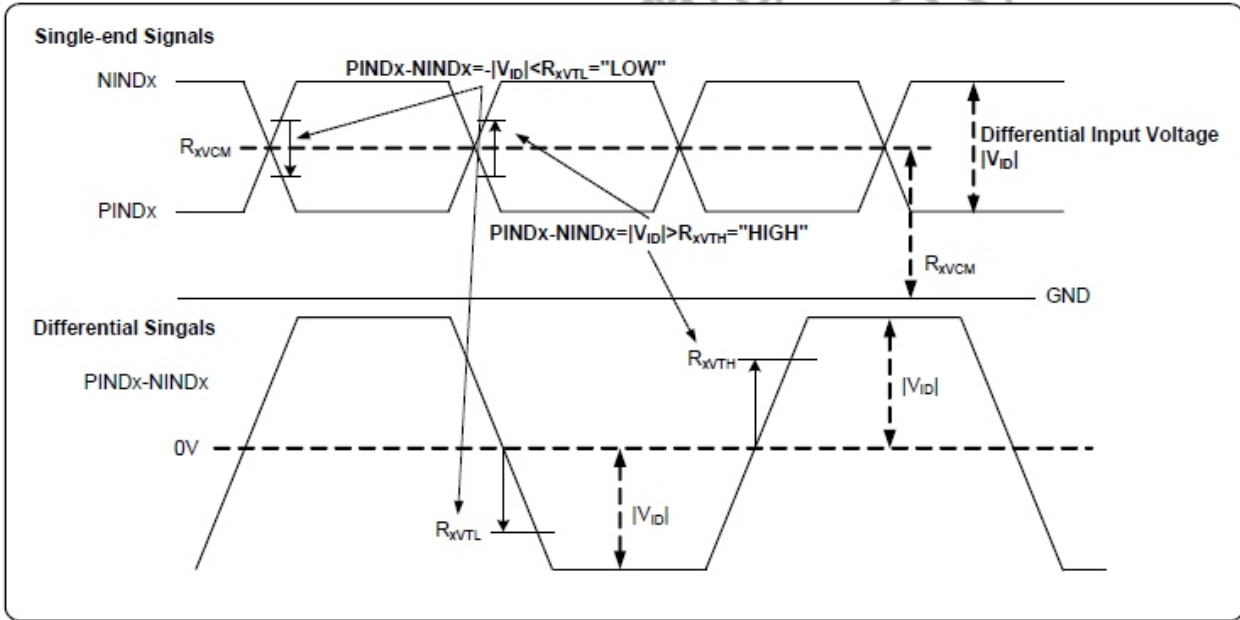 Single-end Signals
PINDx-NINDx=-|VID|<RxVTL="LOW"
NINDx
RxVCM
Differential Input Voltage
|VID|
PINDx
PINDx-NINDx=|VID|>RxVTH="HIGH"
RxVCM
GND
Differential Singals
RxVTH
PINDx-NINDx
|VID|
0V
RxVTL
|VID|